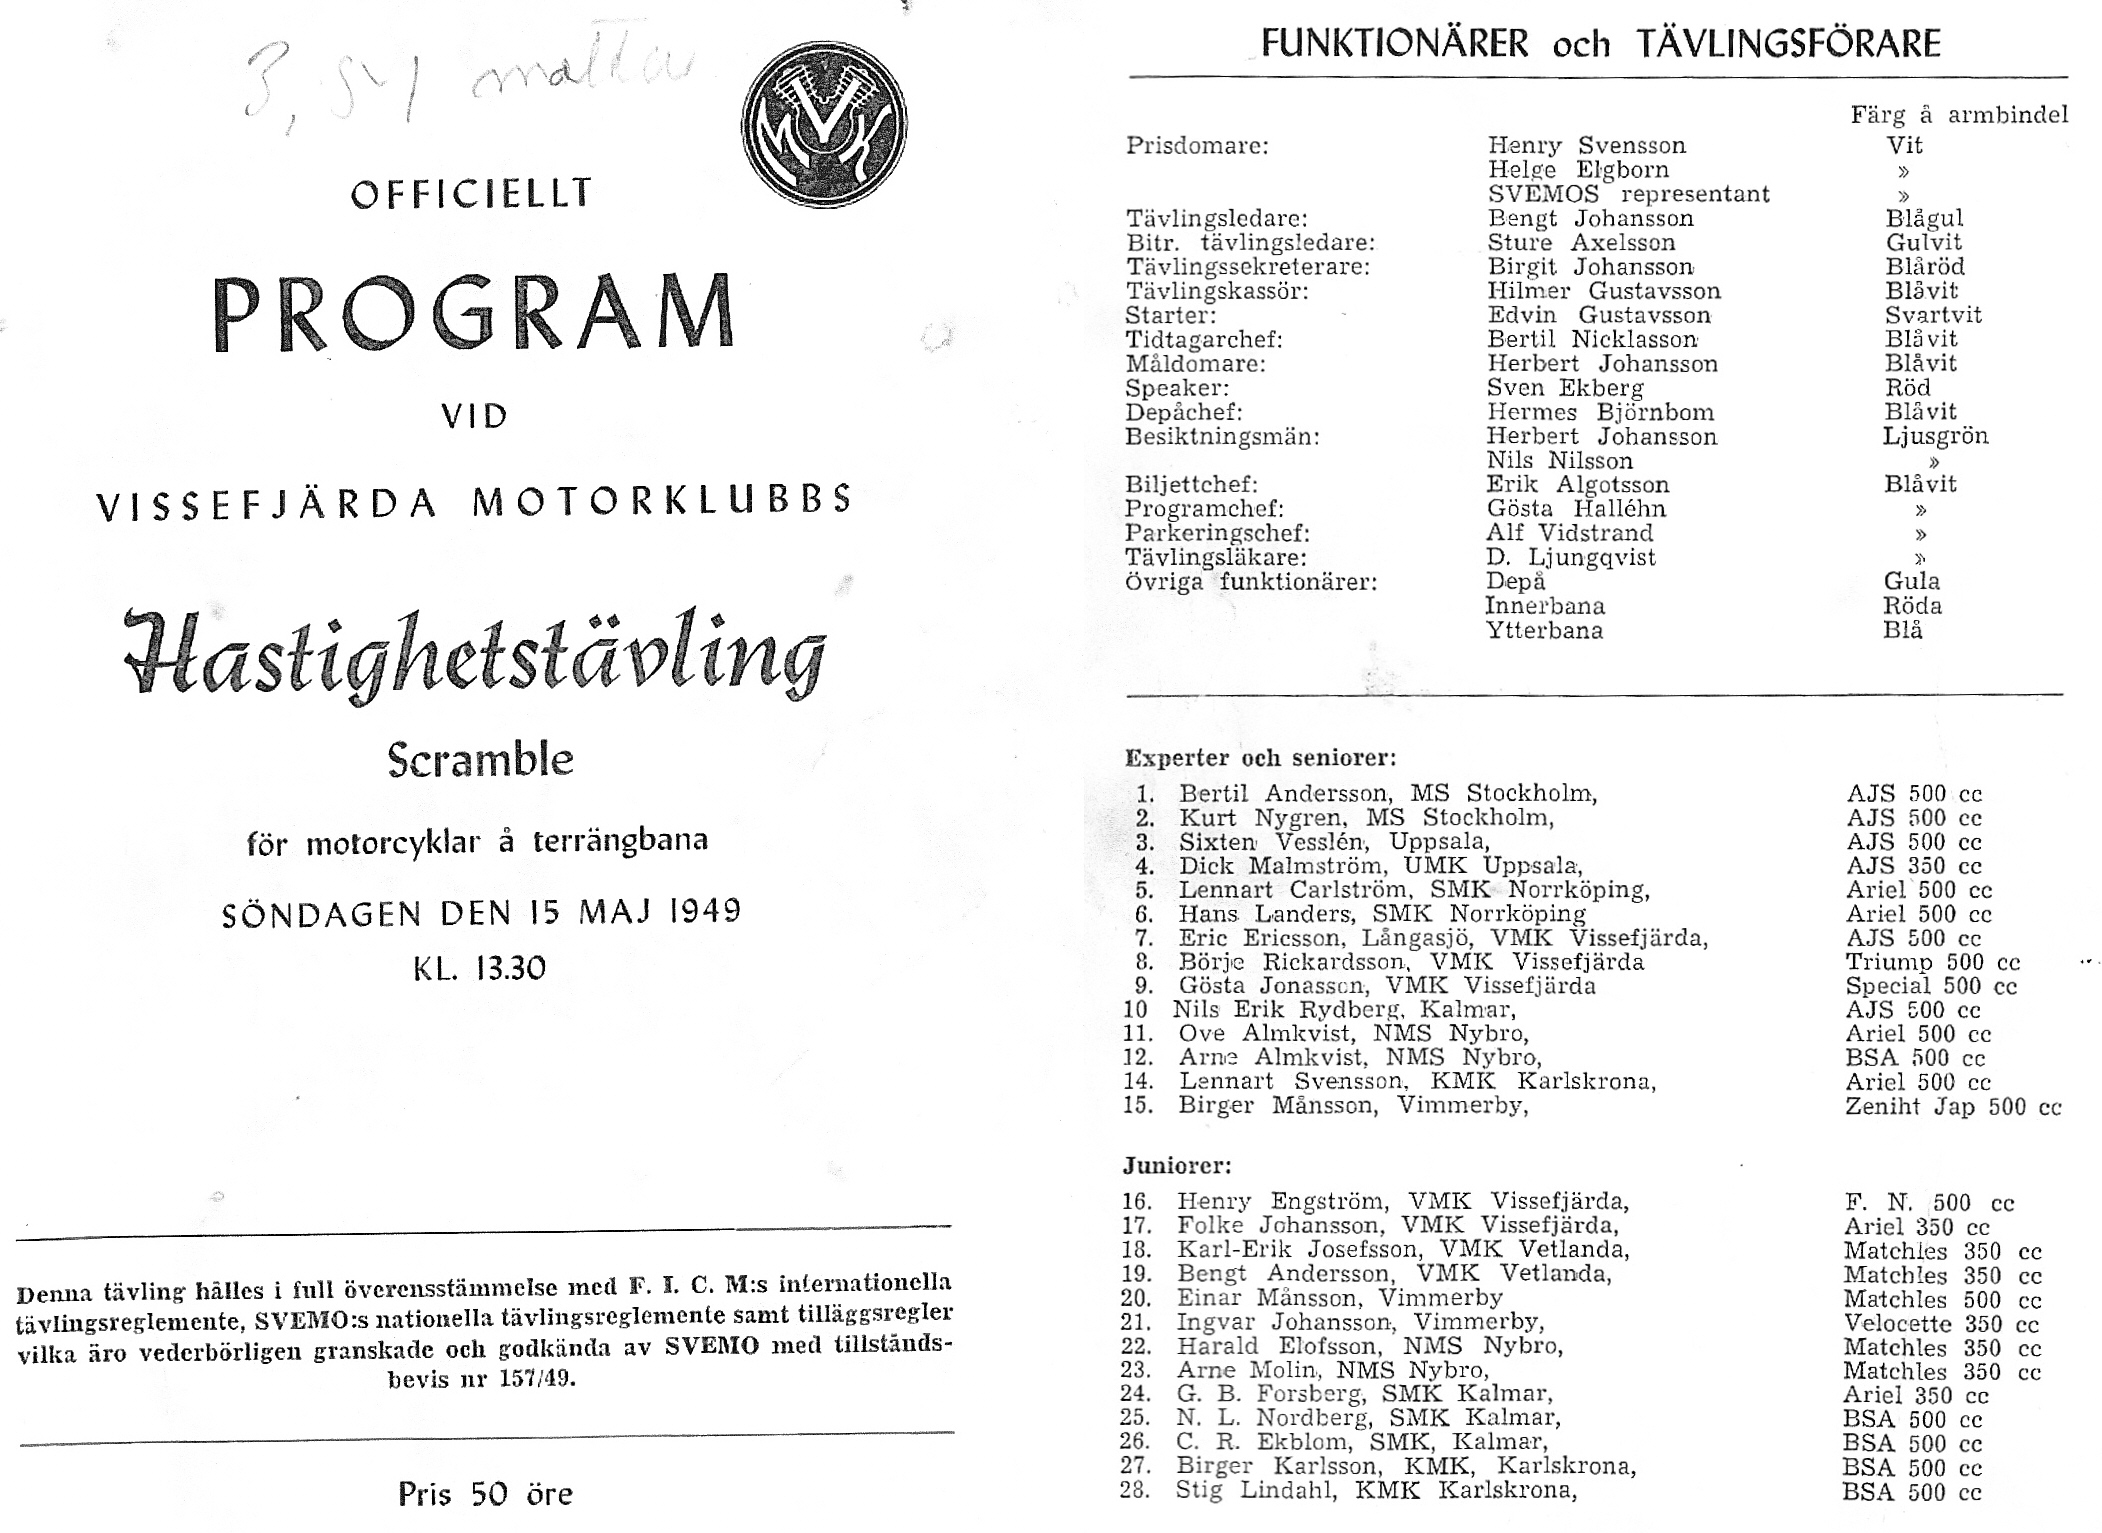 3, 54 matta
MVK
OFFICIELLT
PROGRAM
VID
VISSEFJÄRDA MOTORKLUBBS
Hastighetstävling
Scramble
för motorcyklar å terrängbana
SÖNDAGEN DEN 15 MAJ 1949
KL. 13.30
Denna tävling hålles i full överensstämmelse med F. I. C. M:s internationella
tävlingsreglemente, SVEMO:s nationella tävlingsreglemente samt tilläggsregler
vilka äro vederbörligen granskade och godkända av SVEMO med tillstånds-
bevis nr 157/49.
Pris 50 öre
FUNKTIONÄRER och TÄVLINGSFÖRARE
Färg å armbindel
Prisdomare: Henry Svensson Vit
Helge Elgborn »
SVEMOS representant »
Tävlingsledare: Bengt Johansson Blågul
Bitr. tävlingsledare: Sture Axelsson Gulvit
Tävlingssekreterare: Birgit Johansson Blåröd
Tävlingskassör: Hilmer Gustavsson Blåvit
Starter: Edvin Gustavsson Svartvit
Tidtagarchef: Bertil Nicklasson Blåvit
Måldomare: Herbert Johansson Blåvit
Speaker: Sven Ekberg Röd
Depåchef: Hermes Björnbom Blåvit
Besiktningsmän: Herbert Johansson Ljusgrön
Nils Nilsson »
Biljettchef: Erik Algotsson Blåvit
Programchef: Gösta Halléhn »
Parkeringschef: Alf Vidstrand »
Tävlingsläkare: D. Ljungqvist »
Övriga funktionärer: Depå Gula
Innerbana Röda
Ytterbana Blå
Experter och seniorer:
1. Bertil Andersson, MS Stockholm, AJS 500 cc
2. Kurt Nygren, MS Stockholm, AJS 500 cc
3. Sixten Vesslén, Uppsala, AJS 500 cc
4. Dick Malmström, UMK Uppsala, AJS 350 cc
5. Lennart Carlström, SMK Norrköping, Ariel 500 cc
6. Hans Landers, SMK Norrköping Ariel 500 cc
7. Eric Ericsson, Långasjö, VMK Vissefjärda, AJS 500 cc
8. Börje Rickardsson, VMK Vissefjärda Triump 500 cc
9. Gösta Jonasson, VMK Vissefjärda Special 500 cc
10 Nils Erik Rydberg, Kalmar, AJS 500 cc
11. Ove Almkvist, NMS Nybro, Ariel 500 cc
12. Arne Almkvist, NMS Nybro, BSA 500 cc
14. Lennart Svensson, KMK Karlskrona, Ariel 500 cc
15. Birger Månsson, Vimmerby, Zeniht Jap 500 cc
Juniorer:
16. Henry Engström, VMK Vissefjärda, F. N. 500 cc
17. Folke Johansson, VMK Vissefjärda, Ariel 350 cc
18. Karl-Erik Josefsson, VMK Vetlanda, Matchles 350 cc
19. Bengt Andersson, VMK Vetlanda, Matchles 350 cc
20. Einar Månsson, Vimmerby Matchles 500 cc
21. Ingvar Johansson, Vimmerby, Velocette 350 cc
22. Harald Elofsson, NMS Nybro, Matchles 350 cc
23. Arne Molin, NMS Nybro, Matchles 350 cc
24. G. B. Forsberg, SMK Kalmar, Ariel 350 cc
25. N. L. Nordberg, SMK Kalmar, BSA 500 cc
26. C. R. Ekblom, SMK, Kalmar, BSA 500 cc
27. Birger Karlsson, KMK, Karlskrona, BSA 500 cc
28. Stig Lindahl, KMK Karlskrona, BSA 500 cc